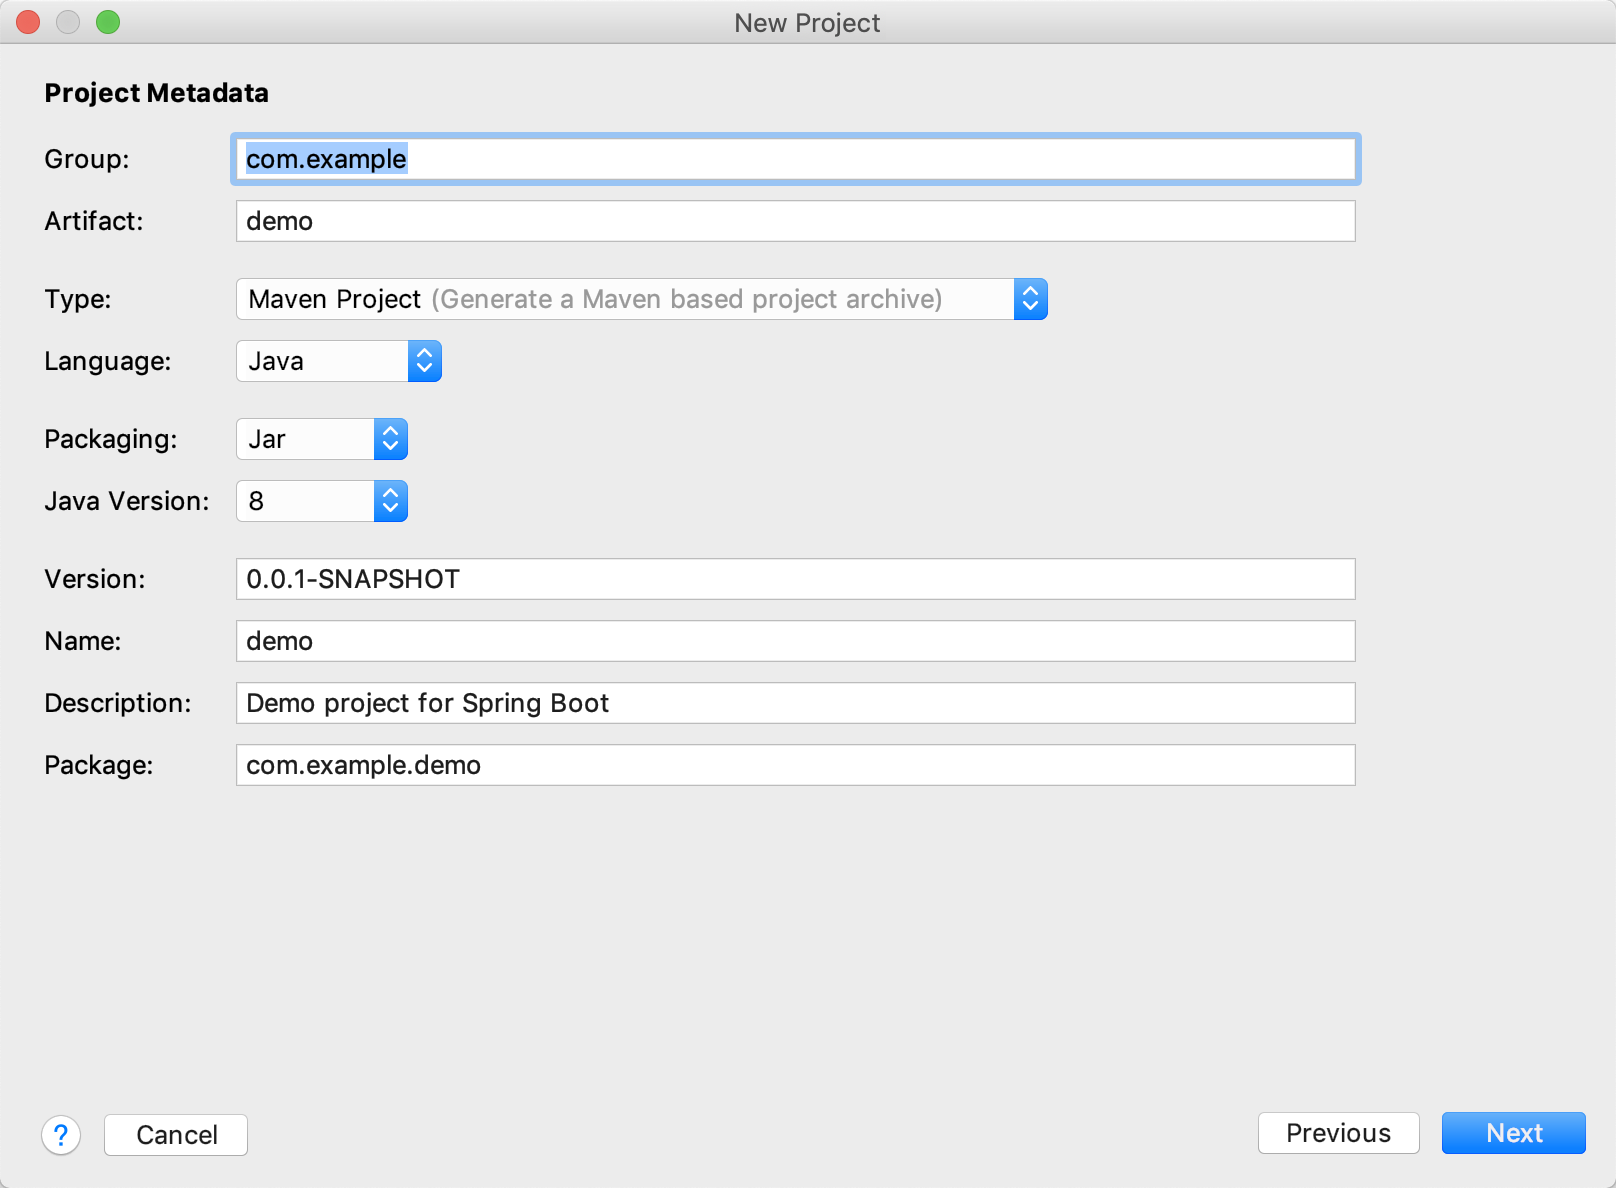 New Project
Project Metadata
Group: com.example
Artifact: demo
Type: Maven Project (Generate a Maven based project archive)
Language: Java
Packaging: Jar
Java Version: 8
Version: 0.0.1-SNAPSHOT
Name: demo
Description: Demo project for Spring Boot
Package: com.example.demo
? Cancel Previous Next